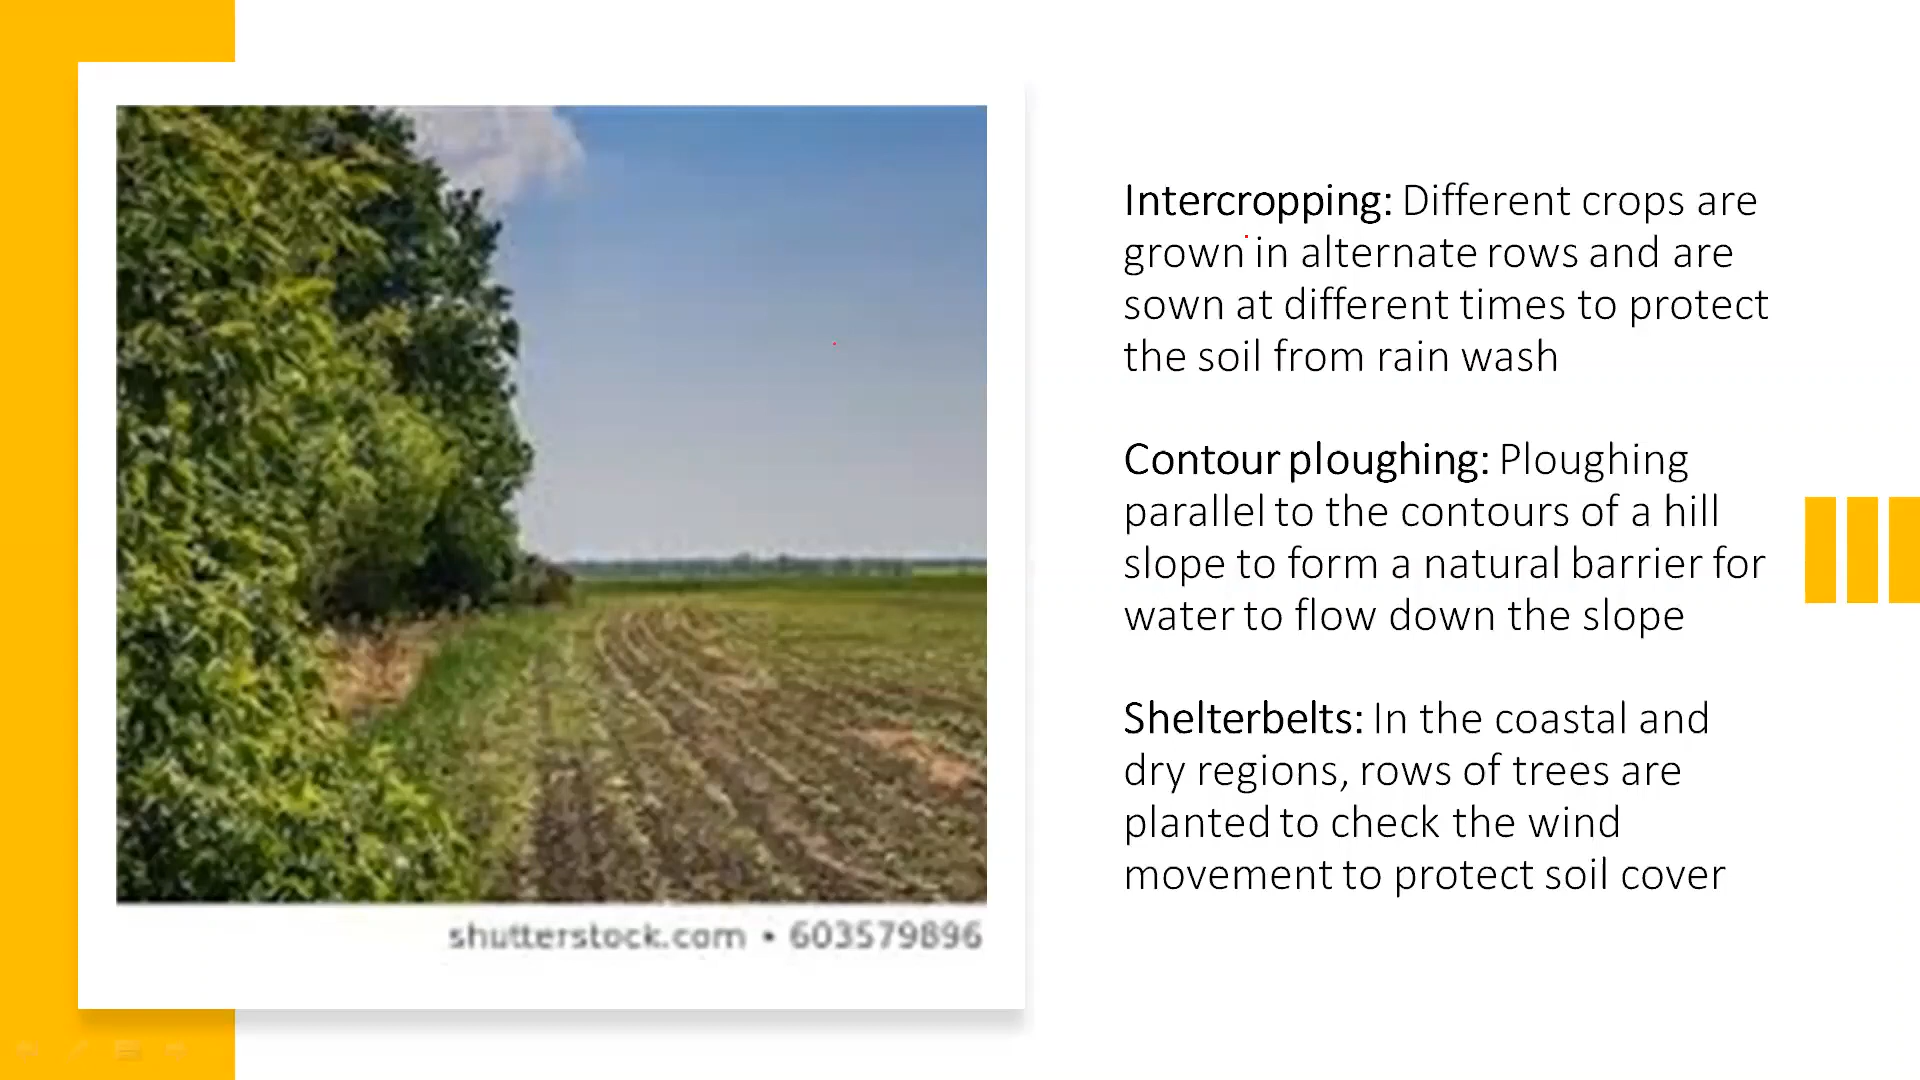 Intercropping: Different crops are
grown in alternate rows and are
sown at different times to protect
the soil from rain wash
Contour ploughing: Ploughing
parallel to the contours of a hill
slope to form a natural barrier for
water to flow down the slope
Shelterbelts: In the coastal and
dry regions, rows of trees are
planted to check the wind
movement to protect soil cover
shutterstock.com • 603579896